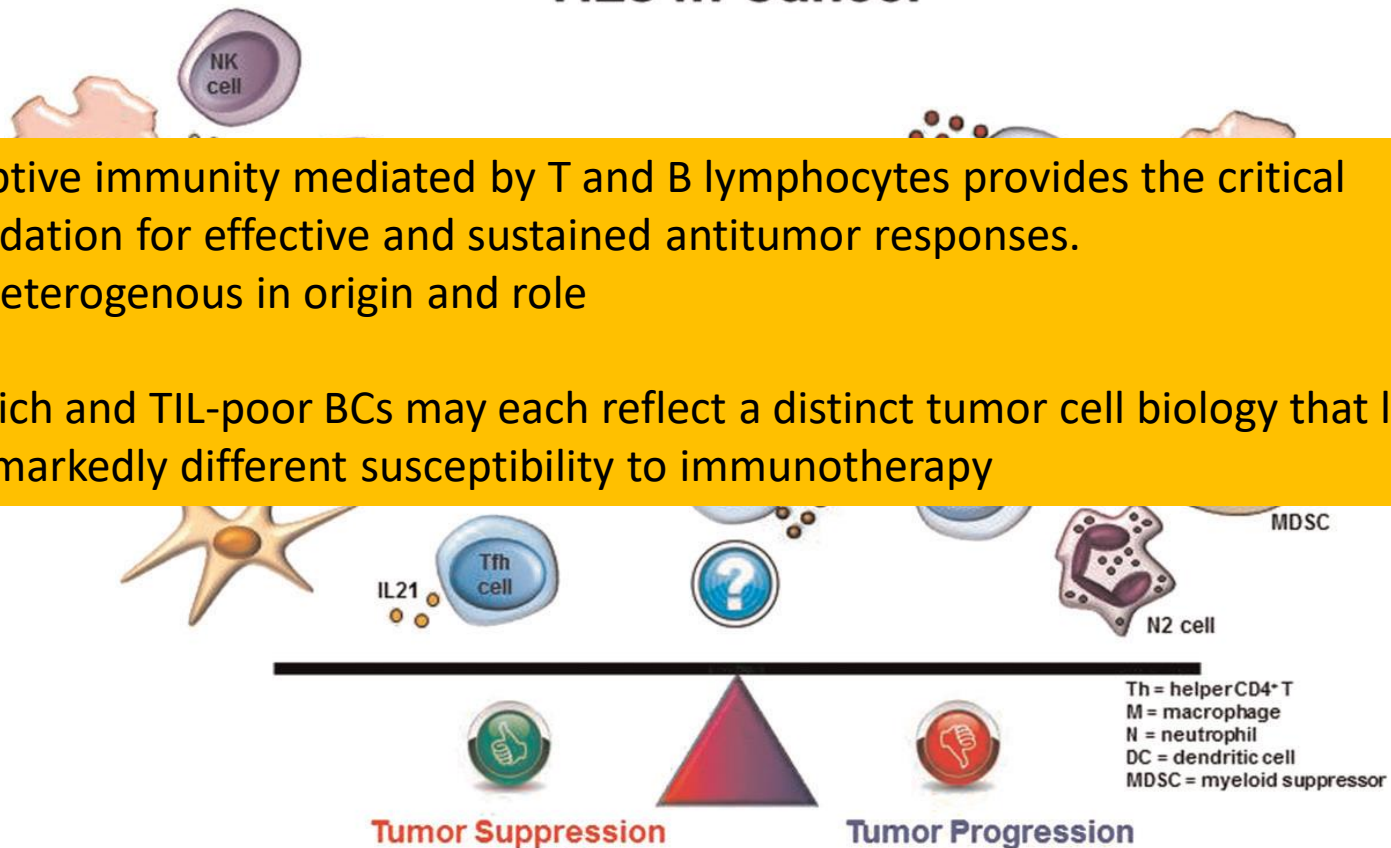 NK
cell
ptive immunity mediated by T and B lymphocytes provides the critical
dation for effective and sustained antitumor responses.
eterogenous in origin and role
ich and TIL-poor BCs may each reflect a distinct tumor cell biology that l
markedly different susceptibility to immunotherapy
MDSC
Tfh
cell
IL21
?
N2 cell
Th = helper CD4+ T
M = macrophage
N = neutrophil
DC = dendritic cell
MDSC = myeloid suppressor
Tumor Suppression
Tumor Progression